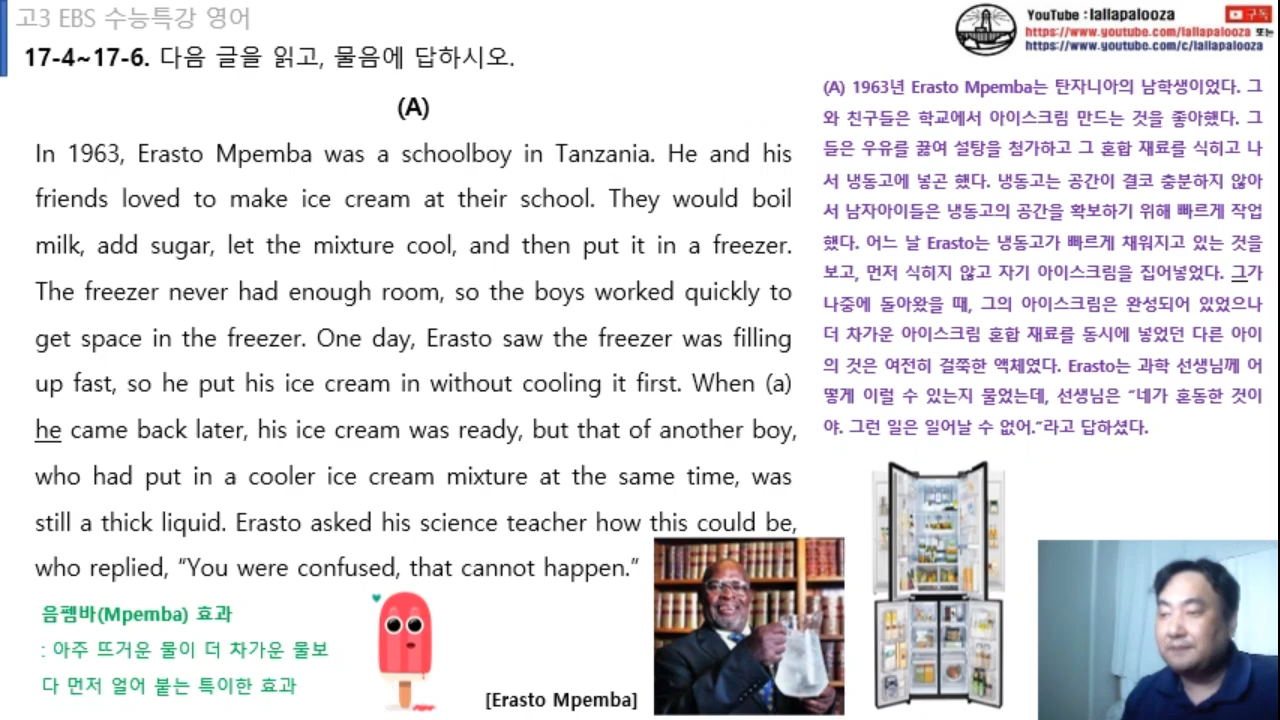 고3 EBS 수능특강 영어
17-4~17-6. 다음 글을 읽고, 물음에 답하시오.
(A)
In 1963, Erasto Mpemba was a schoolboy in Tanzania. He and his
friends loved to make ice cream at their school. They would boil
milk, add sugar, let the mixture cool, and then put it in a freezer.
The freezer never had enough room, so the boys worked quickly to
get space in the freezer. One day, Erasto saw the freezer was filling
up fast, so he put his ice cream in without cooling it first. When (a)
he came back later, his ice cream was ready, but that of another boy,
who had put in a cooler ice cream mixture at the same time, was
still a thick liquid. Erasto asked his science teacher how this could be,
who replied, “You were confused, that cannot happen.”
음펨바(Mpemba) 효과
: 아주 뜨거운 물이 더 차가운 물보
다 먼저 얼어 붙는 특이한 효과
[Erasto Mpemba]
YouTube : lallapalooza
구독
https://www.youtube.com/lallapalooza 또는
https://www.youtube.com/c/lallapalooza
(A) 1963년 Erasto Mpemba는 탄자니아의 남학생이었다. 그
와 친구들은 학교에서 아이스크림 만드는 것을 좋아했다. 그
들은 우유를 끓여 설탕을 첨가하고 그 혼합 재료를 식히고 나
서 냉동고에 넣곤 했다. 냉동고는 공간이 결코 충분하지 않아
서 남자아이들은 냉동고의 공간을 확보하기 위해 빠르게 작업
했다. 어느 날 Erasto는 냉동고가 빠르게 채워지고 있는 것을
보고, 먼저 식히지 않고 자기 아이스크림을 집어넣었다. 그가
나중에 돌아왔을 때, 그의 아이스크림은 완성되어 있었으나
더 차가운 아이스크림 혼합 재료를 동시에 넣었던 다른 아이
의 것은 여전히 걸쭉한 액체였다. Erasto는 과학 선생님께 어
떻게 이럴 수 있는지 물었는데, 선생님은 “네가 혼동한 것이
야. 그런 일은 일어날 수 없어.”라고 답하셨다.